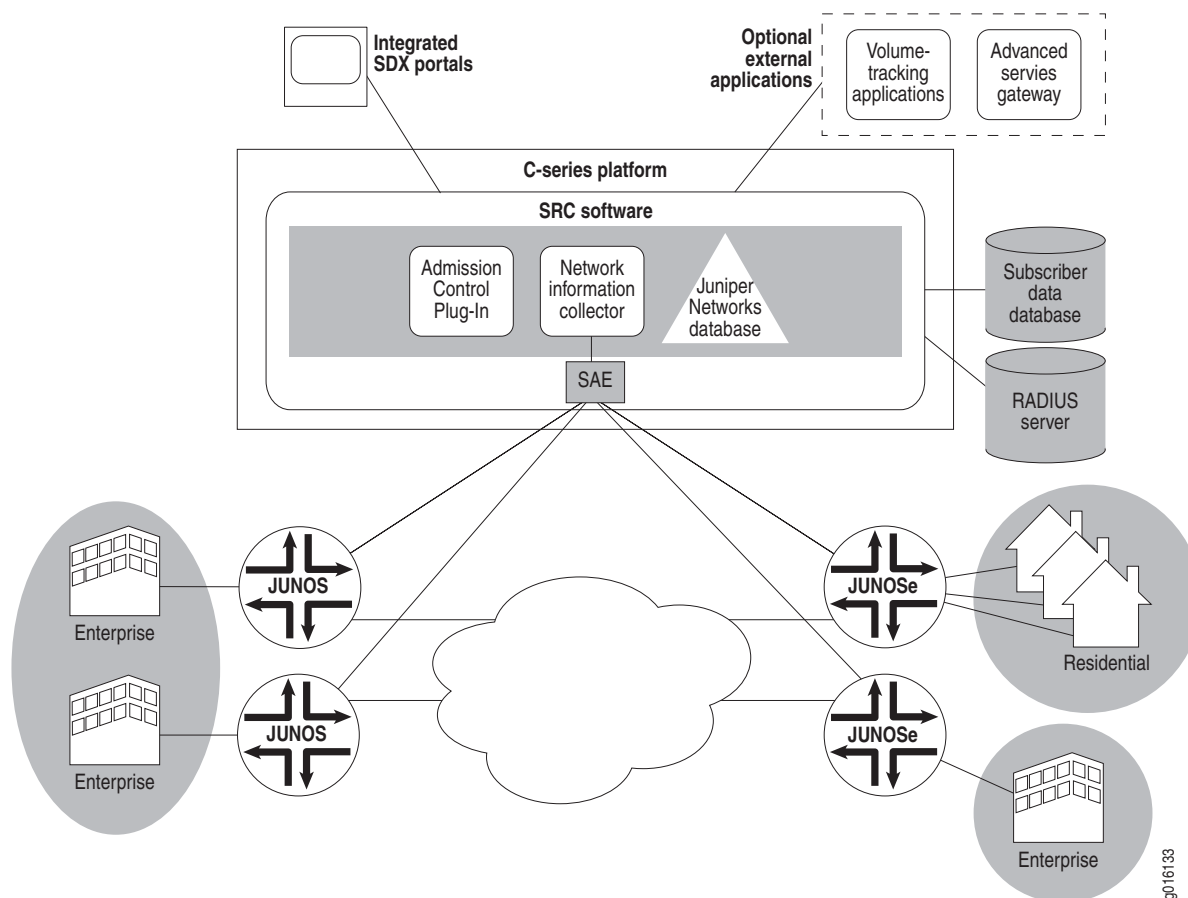 Integrated
SDX portals
Optional
external
applications
Volume-
tracking
applications
Advanced
servies
gateway
C-series platform
SRC software
Admission
Control
Plug-In
Network
information
collector
Juniper
Networks
database
Subscriber
data
database
SAE
RADIUS
server
Enterprise
JUNOS
JUNOSe
Residential
Enterprise
JUNOS
JUNOSe
Enterprise
g016133